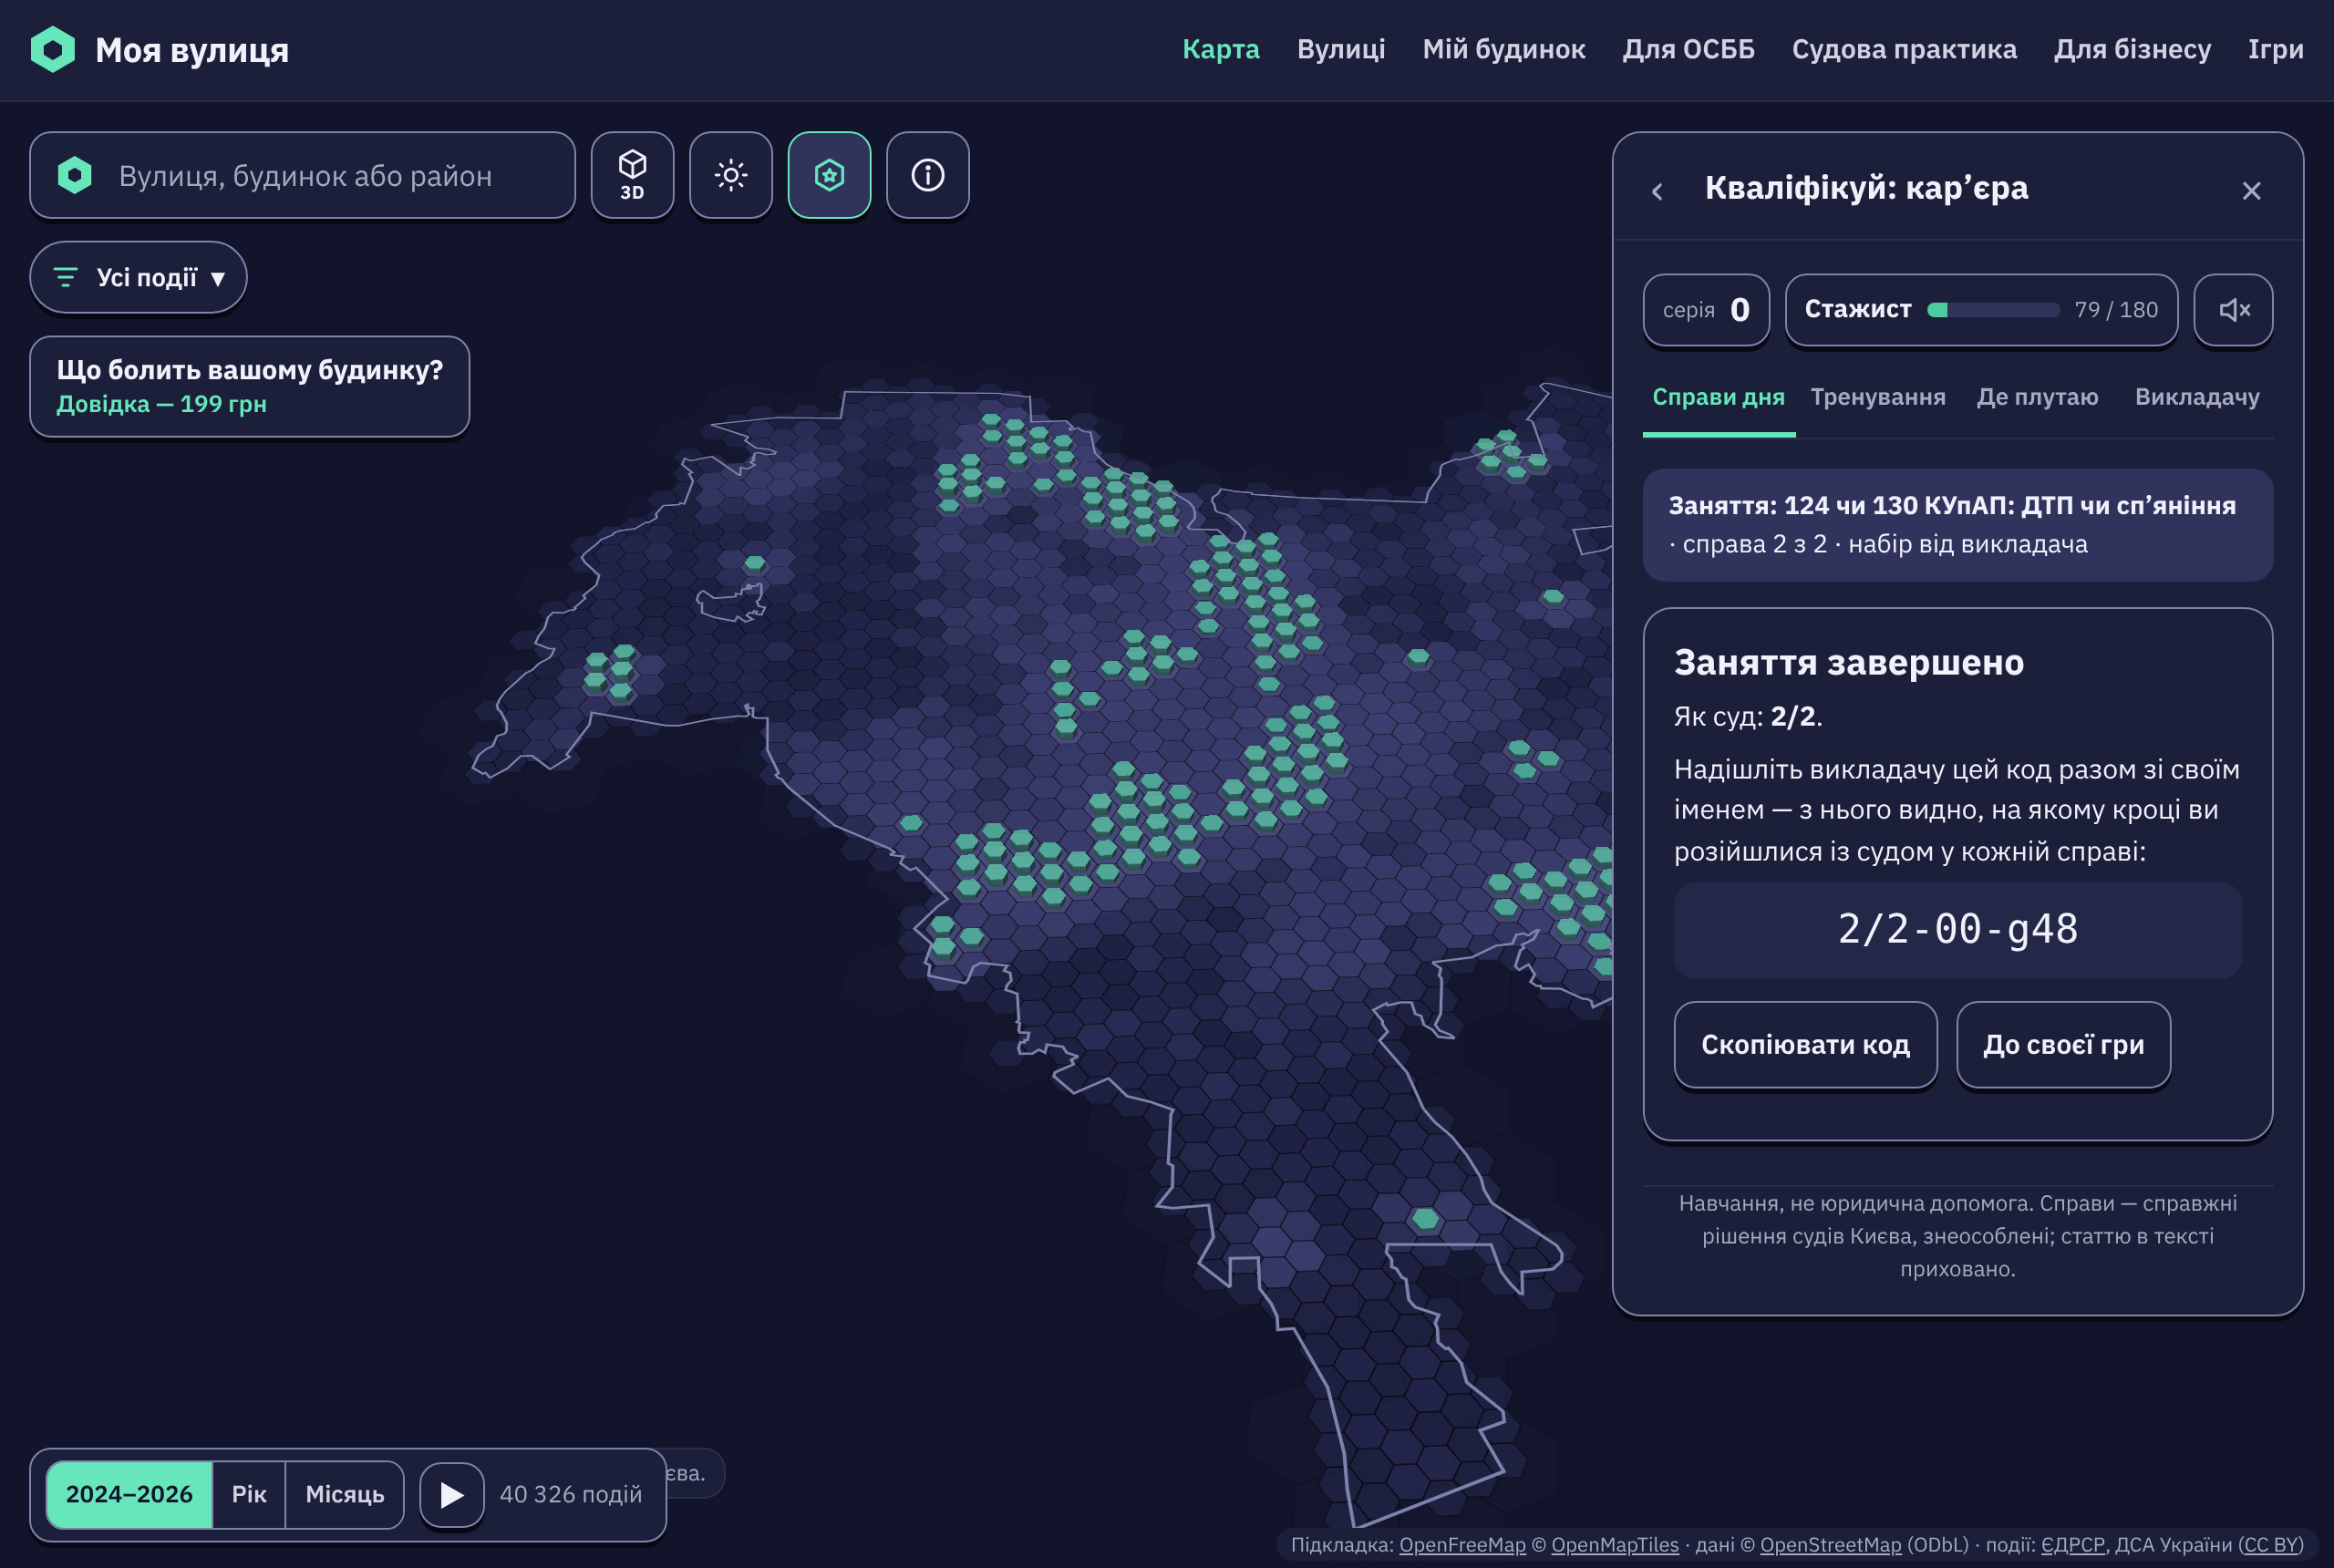 Моя вулиця
Карта Вулиці Мій будинок Для ОСББ Судова практика Для бізнесу Ігри
Вулиця, будинок або район
3D
Усі події ▼
Що болить вашому будинку?
Довідка — 199 грн
Кваліфікуй: кар’єра
серія 0
Стажист 79 / 180
Справи дня Тренування Де плутаю Викладачу
Заняття: 124 чи 130 КУпАП: ДТП чи сп’яніння
· справа 2 з 2 · набір від викладача
Заняття завершено
Як суд: 2/2.
Надішліть викладачу цей код разом зі своїм
іменем — з нього видно, на якому кроці ви
розійшлися із судом у кожній справі:
2/2-00-g48
Скопіювати код До своєї гри
Навчання, не юридична допомога. Справи — справжні
рішення судів Києва, знеособлені; статтю в тексті
приховано.
2024–2026 Рік Місяць 40 326 подій
єва.
Підкладка: OpenFreeMap © OpenMapTiles · дані © OpenStreetMap (ODbL) · події: ЄДРСР, ДСА України (CC BY)